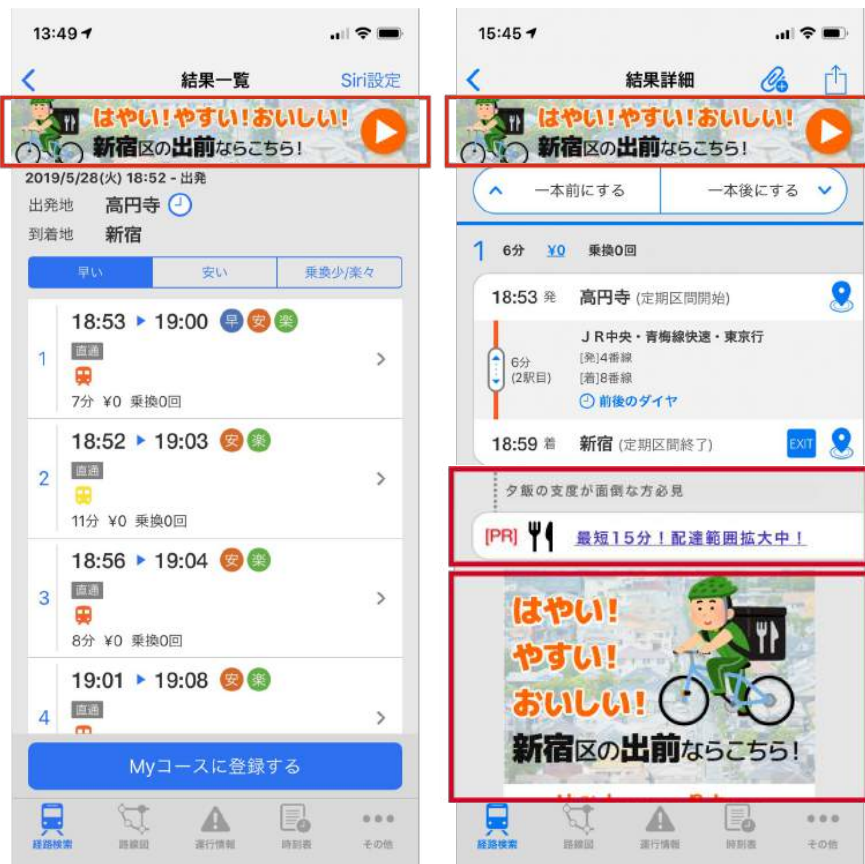 13:49
結果一覧
Siri設定
はやい!やすい!おいしい!
新宿区の出前ならこちら!
2019/5/28(火) 18:52 - 出発
出発地 高円寺
到着地 新宿
早い 安い 乗換少/楽々
18:53 ▶ 19:00 早 安 楽
1
直通
7分 ¥0 乗換0回
18:52 ▶ 19:03 安 楽
2
直通
11分 ¥0 乗換0回
18:56 ▶ 19:04 安 楽
3
直通
8分 ¥0 乗換0回
19:01 ▶ 19:08 安 楽
4
直通
Myコースに登録する
経路検索 路線図 運行情報 時刻表 その他
15:45
結果詳細
はやい!やすい!おいしい!
新宿区の出前ならこちら!
一本前にする 一本後にする
1 6分 ¥0 乗換0回
18:53 発 高円寺 (定期区間開始)
JR中央・青梅線快速・東京行
6分
(2駅目)
[発]4番線
[着]8番線
前後のダイヤ
18:59 着 新宿 (定期区間終了) EXIT
夕飯の支度が面倒な方必見
[PR] 最短15分!配達範囲拡大中!
はやい!
やすい!
おいしい!
新宿区の出前ならこちら!
経路検索 路線図 運行情報 時刻表 その他